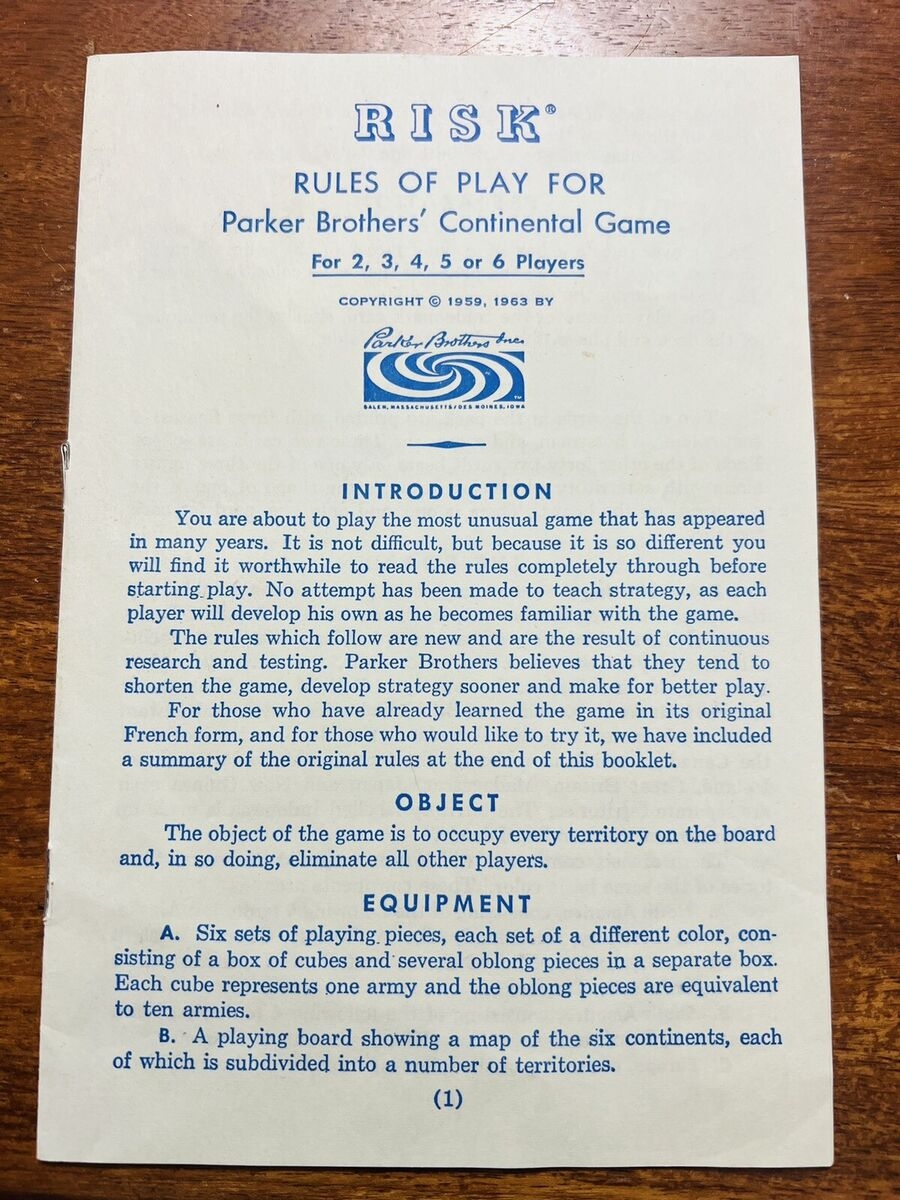 RISK®
RULES OF PLAY FOR
Parker Brothers' Continental Game
For 2, 3, 4, 5 or 6 Players
COPYRIGHT © 1959, 1963 BY
Parker Brothers Inc.
TM
SALEM, MASSACHUSETTS/DES MOINES, IOWA
INTRODUCTION
You are about to play the most unusual game that has appeared
in many years. It is not difficult, but because it is so different you
will find it worthwhile to read the rules completely through before
starting play. No attempt has been made to teach strategy, as each
player will develop his own as he becomes familiar with the game.
The rules which follow are new and are the result of continuous
research and testing. Parker Brothers believes that they tend to
shorten the game, develop strategy sooner and make for better play.
For those who have already learned the game in its original
French form, and for those who would like to try it, we have included
a summary of the original rules at the end of this booklet.
OBJECT
The object of the game is to occupy every territory on the board
and, in so doing, eliminate all other players.
EQUIPMENT
A. Six sets of playing pieces, each set of a different color, con-
sisting of a box of cubes and several oblong pieces in a separate box.
Each cube represents one army and the oblong pieces are equivalent
to ten armies.
B. A playing board showing a map of the six continents, each
of which is subdivided into a number of territories.
(1)